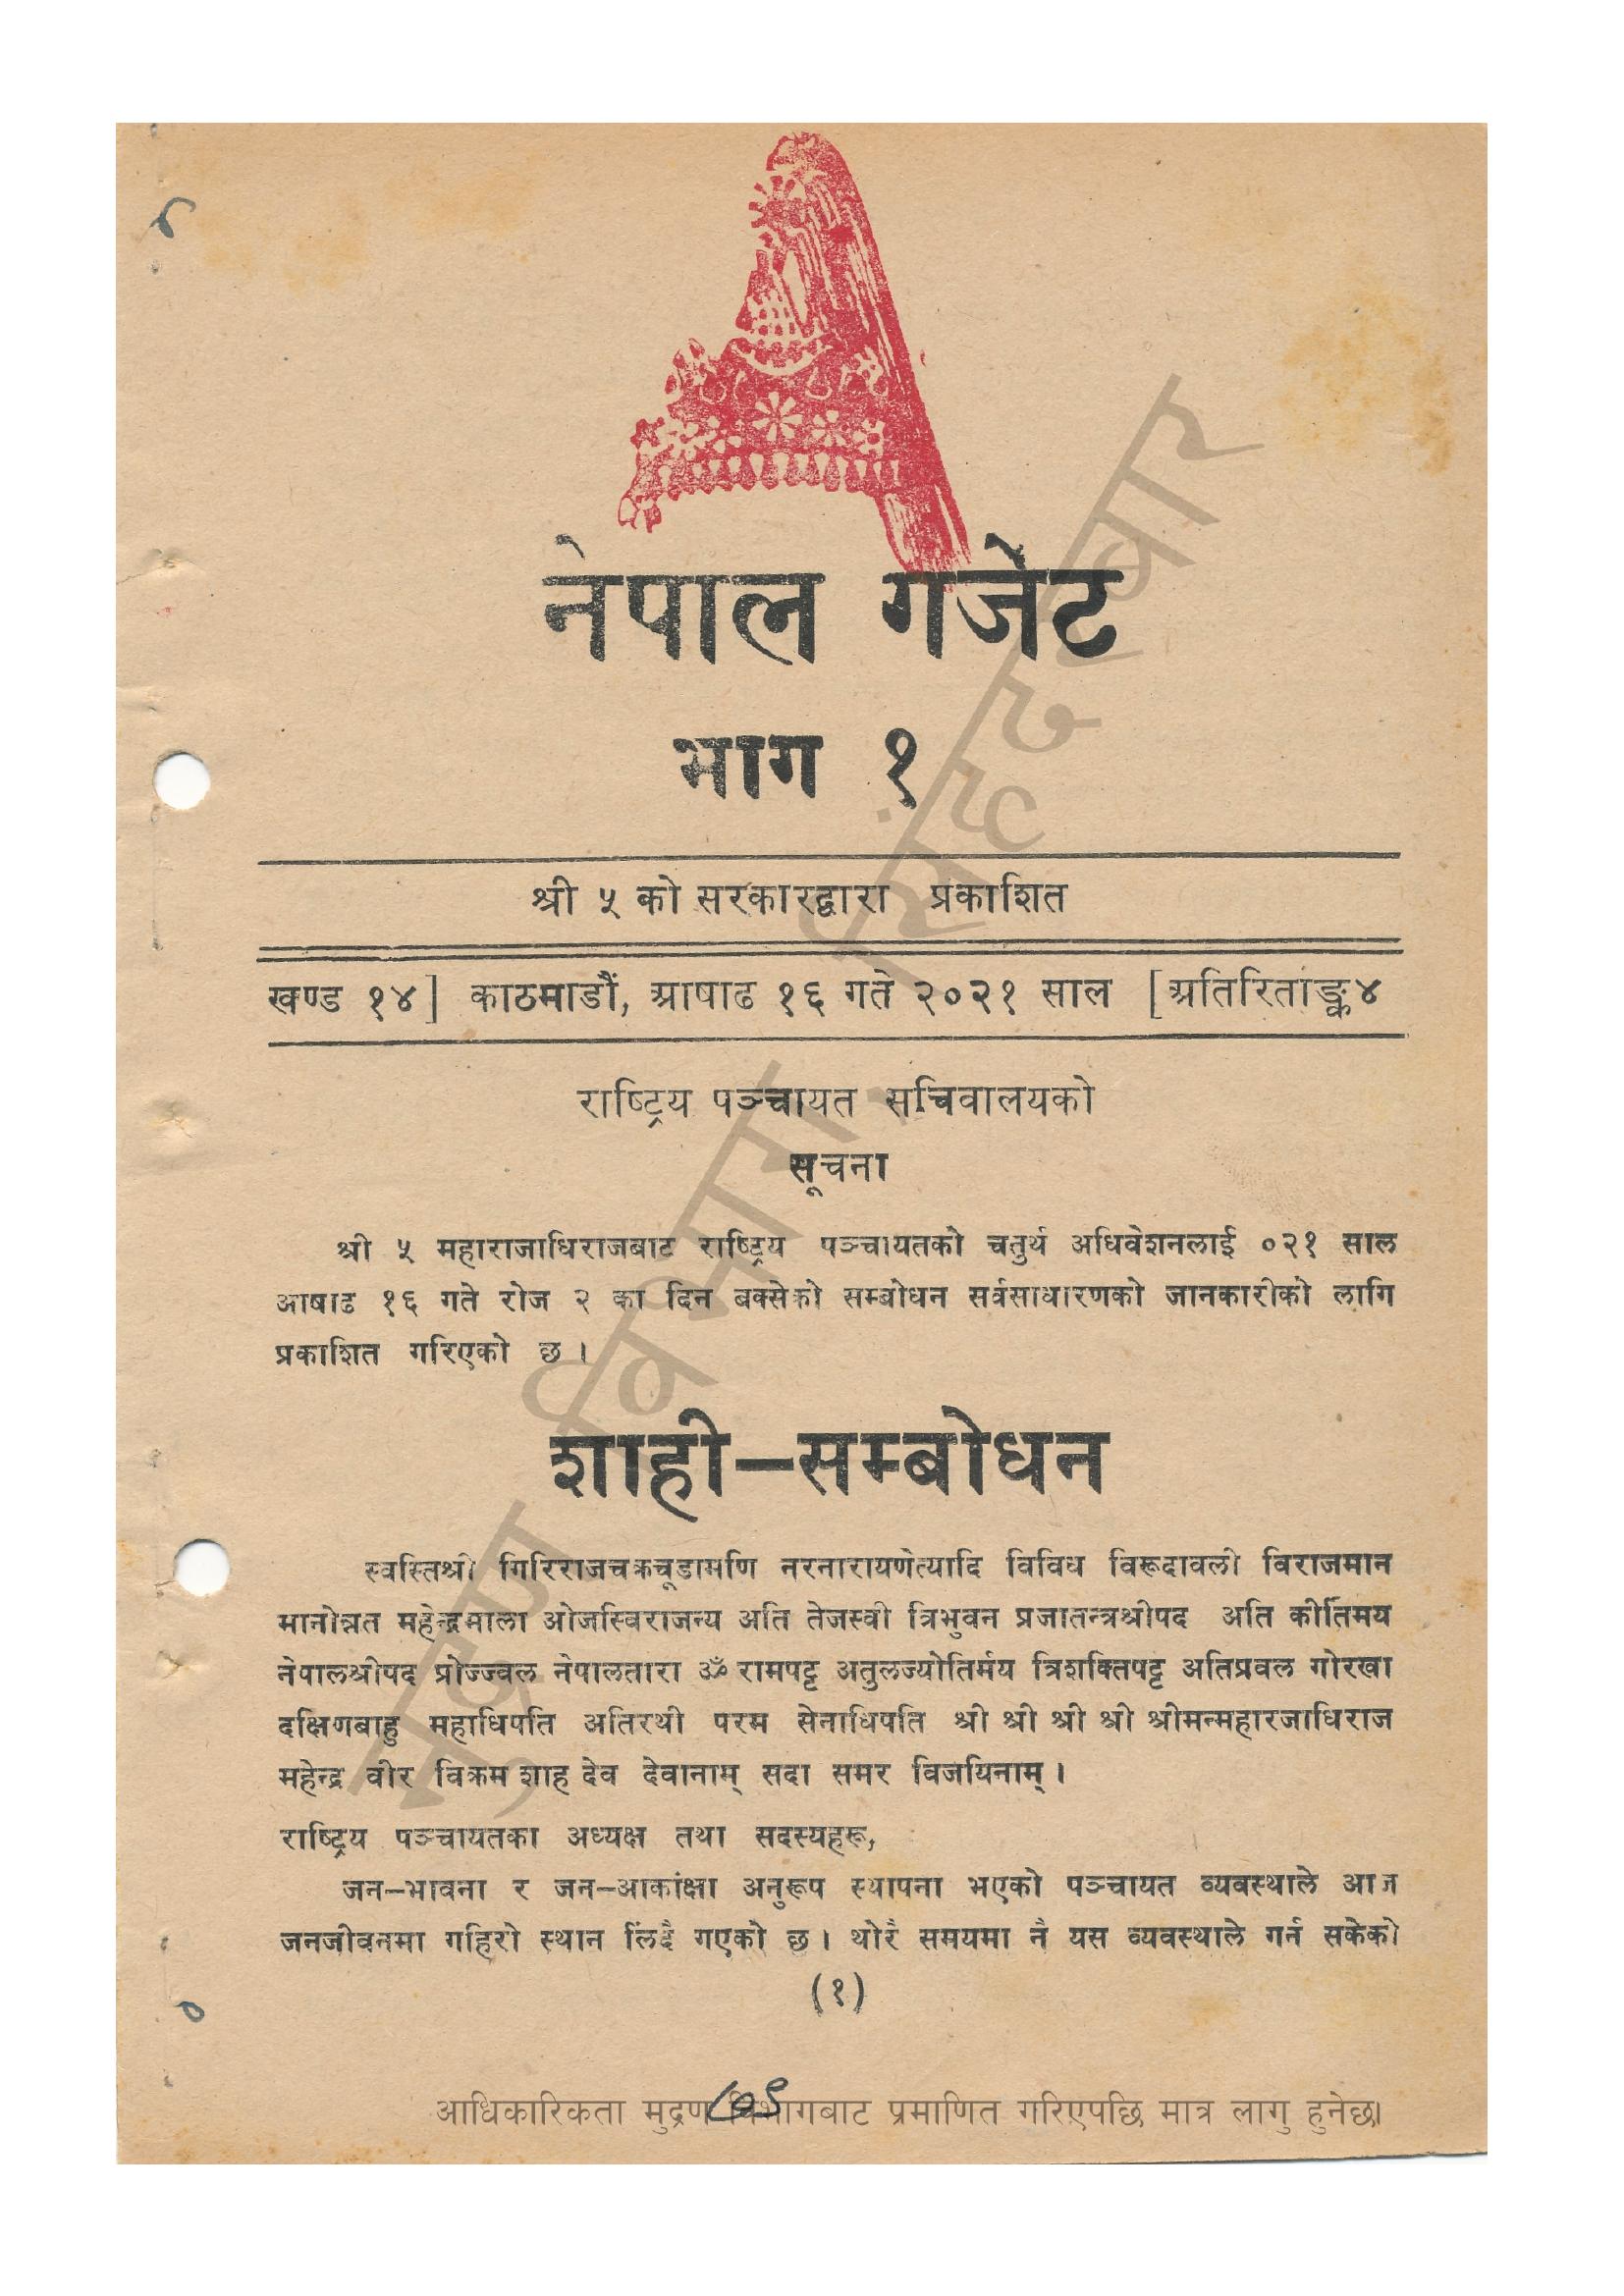 नेपाल गजेट
भाग १
श्री ५ को सरकारद्वारा प्रकाशित
खण्ड १४] काठमाडौं, आषाढ १६ गते २०२१ साल [अतिरिताङ्क ४
राष्ट्रिय पञ्चायत सचिवालयको
सूचना
श्री ५ महाराजाधिराजबाट राष्ट्रिय पञ्चायतको चतुर्थ अधिवेशनलाई ०२१ साल
आषाढ १६ गते रोज २ का दिन बक्सेको सम्बोधन सर्वसाधारणको जानकारीको लागि
प्रकाशित गरिएको छ ।
शाही-सम्बोधन
स्वस्तिश्री गिरिराजचक्रचूडामणि नरनारायणेत्यादि विविध विरूदावली विराजमान
मानोन्नत महेन्द्रमाला ओजस्विराजन्य अति तेजस्वी त्रिभुवन प्रजातन्त्रश्रीपद अति कीर्तिमय
नेपालश्रीपद प्रोज्ज्वल नेपालतारा ॐ रामपट्ट अतुलज्योतिर्मय त्रिशक्तिपट्ट अतिप्रवल गोरखा
दक्षिणबाहु महाधिपति अतिरथी परम सेनाधिपति श्री श्री श्री श्री श्रीमन्महारजाधिराज
महेन्द्र वीर विक्रम शाह देव देवानाम् सदा समर विजयिनाम् ।
राष्ट्रिय पञ्चायतका अध्यक्ष तथा सदस्यहरू,
जन-भावना र जन-आकांक्षा अनुरूप स्थापना भएको पञ्चायत व्यवस्थाले आज
जनजीवनमा गहिरो स्थान लिंदै गएको छ । थोरै समयमा नै यस व्यवस्थाले गर्न सकेको
(१)
आधिकारिकता मुद्रण विभागबाट प्रमाणित गरिएपछि मात्र लागु हुनेछ।
मुद्रण विभाग, सिंहदरबार